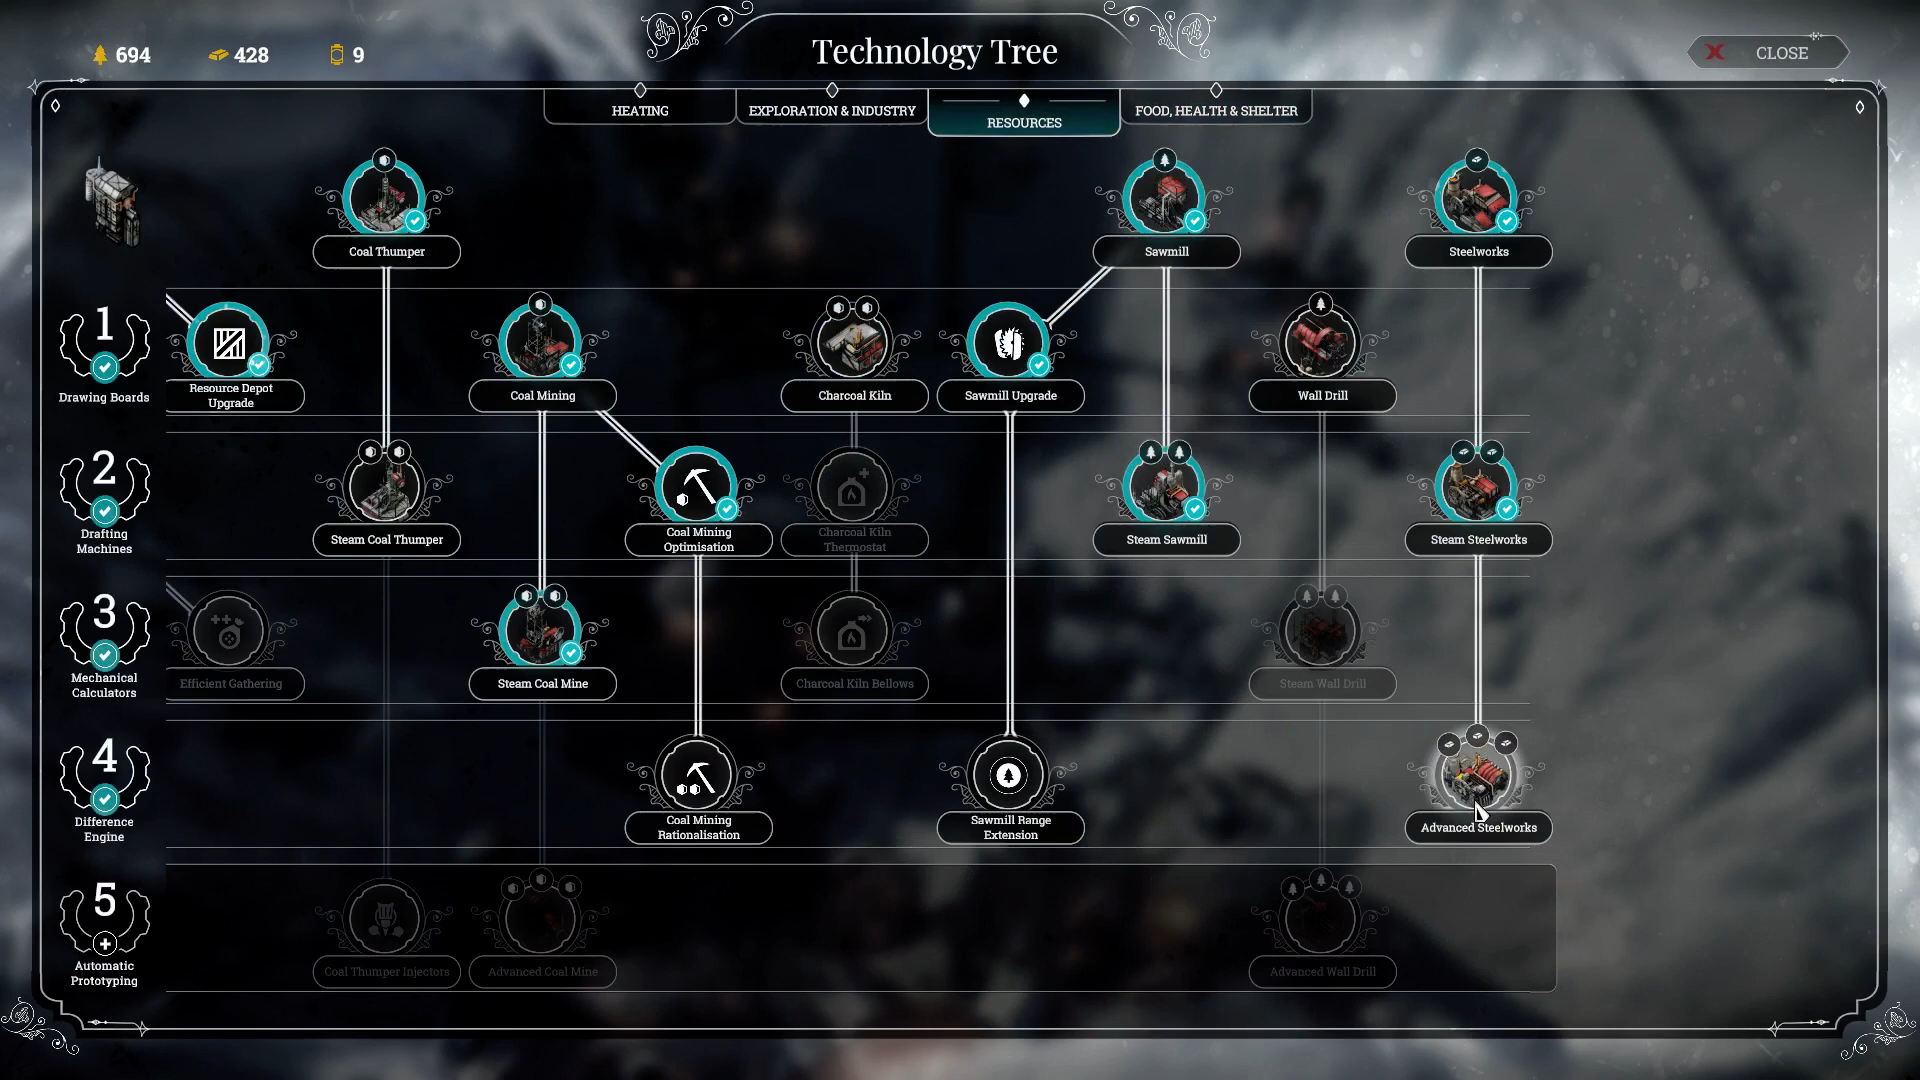 694
428
9
Technology Tree
CLOSE
HEATING
EXPLORATION & INDUSTRY
RESOURCES
FOOD, HEALTH & SHELTER
Coal Thumper
Sawmill
Steelworks
1
Drawing Boards
Resource Depot
Upgrade
Coal Mining
Charcoal Kiln
Sawmill Upgrade
Wall Drill
2
Drafting
Machines
Steam Coal Thumper
Coal Mining
Optimisation
Charcoal Kiln
Thermostat
Steam Sawmill
Steam Steelworks
3
Mechanical
Calculators
Efficient Gathering
Steam Coal Mine
Charcoal Kiln Bellows
Steam Wall Drill
4
Difference
Engine
Coal Mining
Rationalisation
Sawmill Range
Extension
Advanced Steelworks
5
Automatic
Prototyping
Coal Thumper Injectors
Advanced Coal Mine
Advanced Wall Drill